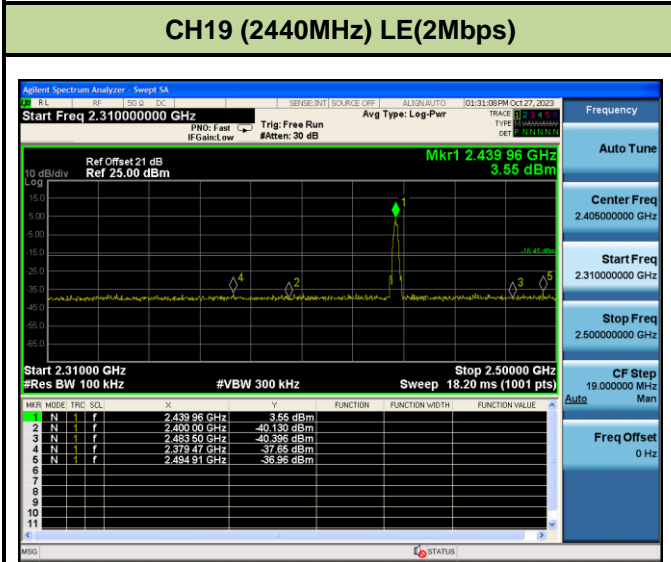 CH19 (2440MHz) LE(2Mbps)
Agilent Spectrum Analyzer - Swept SA
RL RF 50 Ω DC SENSE:INT SOURCE OFF ALIGN AUTO 01:31:08 PM Oct 27, 2023
Start Freq 2.310000000 GHz
PNO: Fast
IFGain:Low
Trig: Free Run
#Atten: 30 dB
Avg Type: Log-Pwr
TRACE 1 2 3 4 5 6
TYPE
DET P N N N N N
Ref Offset 21 dB
10 dB/div Ref 25.00 dBm
Log
Mkr1 2.439 96 GHz
3.55 dBm
15.0
5.00
-5.00
-15.0
-25.0
-35.0
-45.0
-55.0
-65.0
1
-16.45 dBm
4
2
3
5
Start 2.31000 GHz Stop 2.50000 GHz
#Res BW 100 kHz #VBW 300 kHz Sweep 18.20 ms (1001 pts)
MKR MODE TRC SCL X Y FUNCTION FUNCTION WIDTH FUNCTION VALUE
1 N 1 f 2.439 96 GHz 3.55 dBm
2 N 1 f 2.400 00 GHz -40.130 dBm
3 N 1 f 2.483 50 GHz -40.396 dBm
4 N 1 f 2.379 47 GHz -37.65 dBm
5 N 1 f 2.494 91 GHz -36.96 dBm
6
7
8
9
10
11
MSG STATUS
Frequency
Auto Tune
Center Freq
2.405000000 GHz
Start Freq
2.310000000 GHz
Stop Freq
2.500000000 GHz
CF Step
19.000000 MHz
Auto Man
Freq Offset
0 Hz